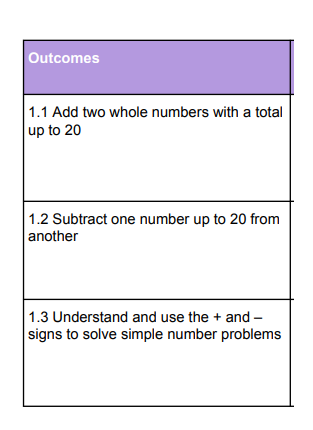 Outcomes
1.1 Add two whole numbers with a total
up to 20
1.2 Subtract one number up to 20 from
another
1.3 Understand and use the + and –
signs to solve simple number problems